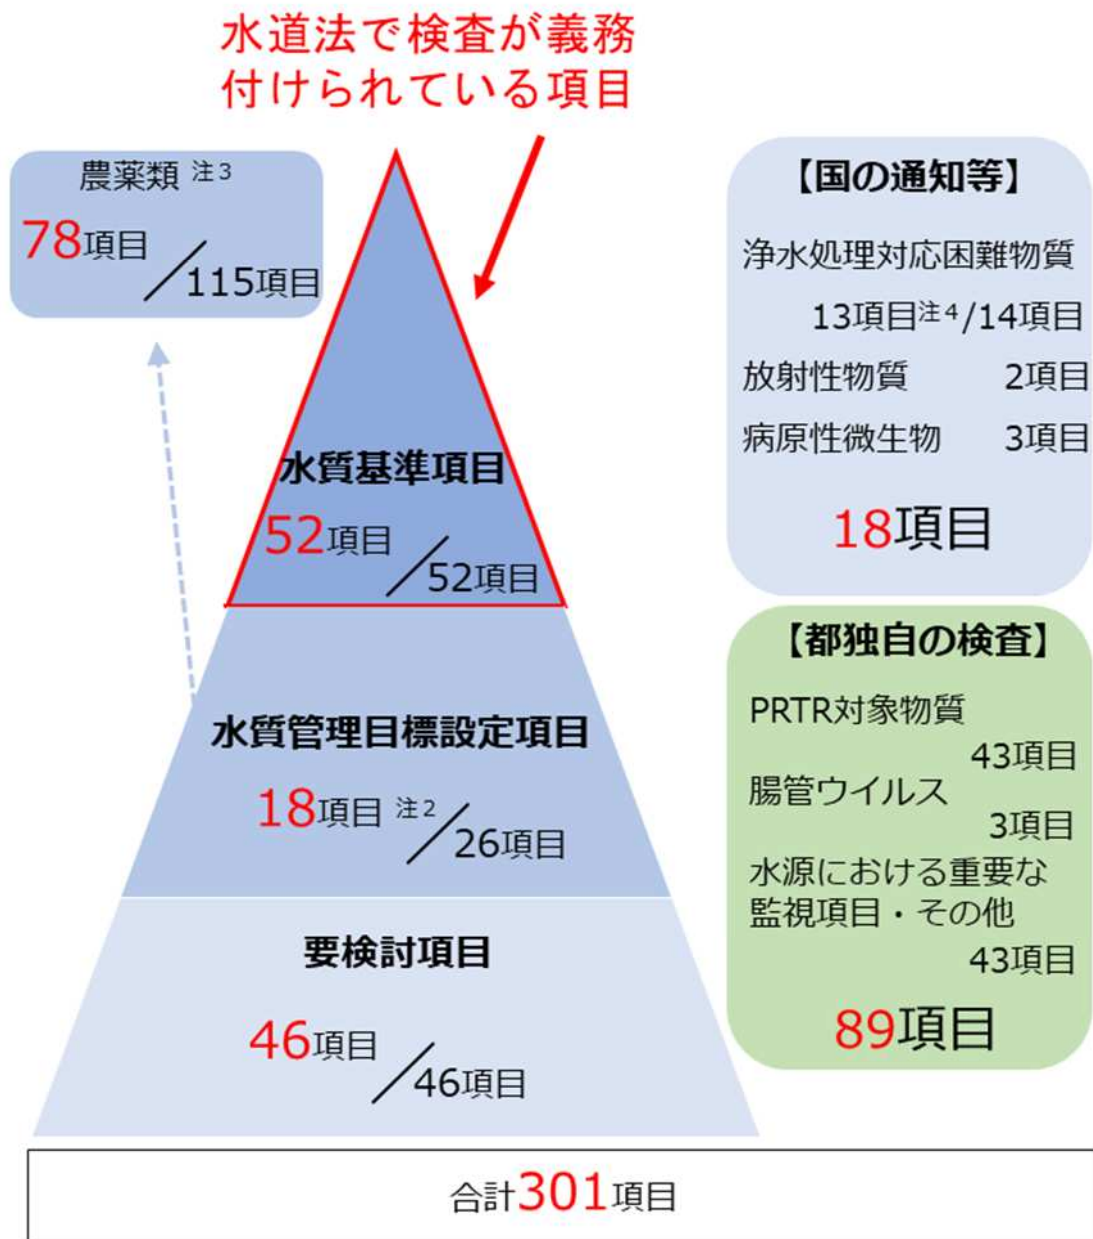 水道法で検査が義務
付けられている項目
農薬類 注3
78項目
／115項目
水質基準項目
52項目
／52項目
水質管理目標設定項目
18項目 注2
／26項目
要検討項目
46項目
／46項目
【国の通知等】
浄水処理対応困難物質
13項目注4/14項目
放射性物質 2項目
病原性微生物 3項目
18項目
【都独自の検査】
PRTR対象物質
43項目
腸管ウイルス
3項目
水源における重要な
監視項目・その他
43項目
89項目
合計301項目